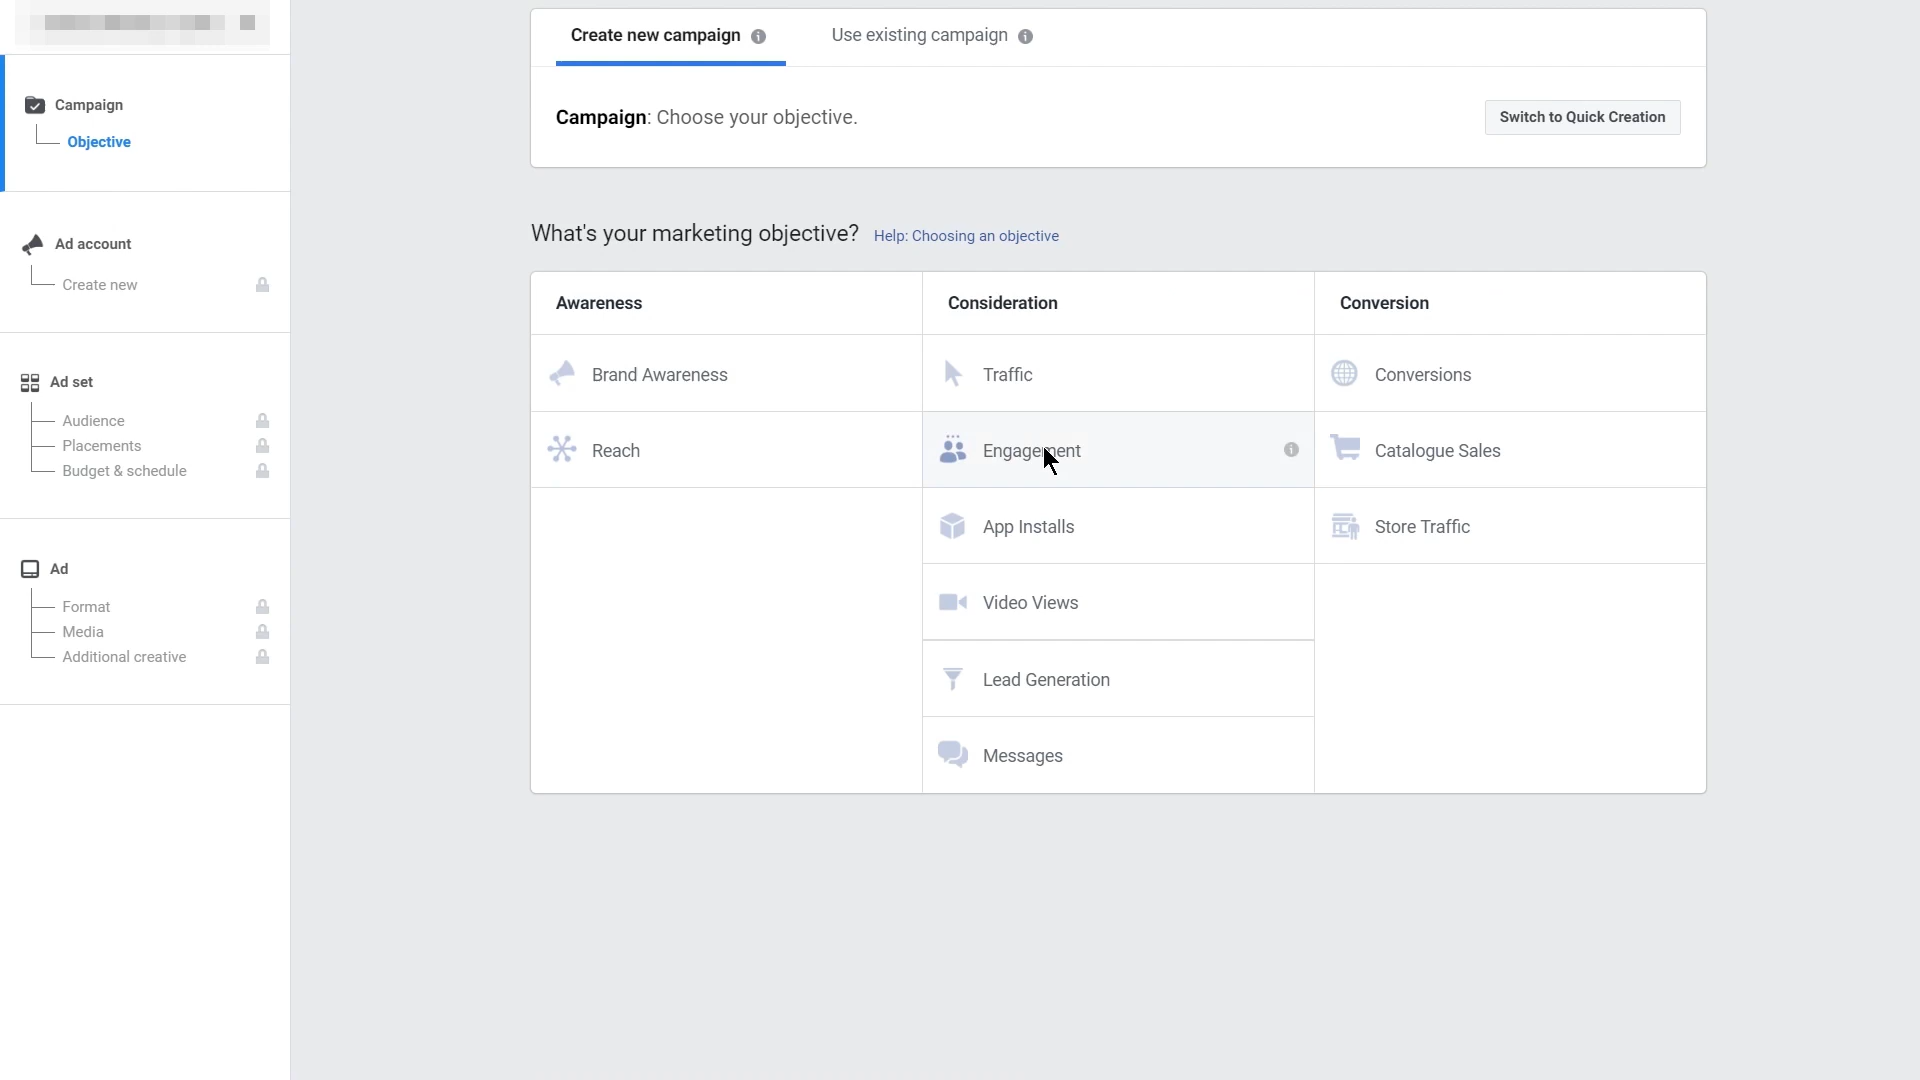 Create new campaign
Use existing campaign
Campaign: Choose your objective.
Switch to Quick Creation
Campaign
Objective
Ad account
Create new
Ad set
Audience
Placements
Budget & schedule
Ad
Format
Media
Additional creative
What's your marketing objective? Help: Choosing an objective
Awareness
Consideration
Conversion
Brand Awareness
Traffic
Conversions
Reach
Engagement
Catalogue Sales
App Installs
Store Traffic
Video Views
Lead Generation
Messages